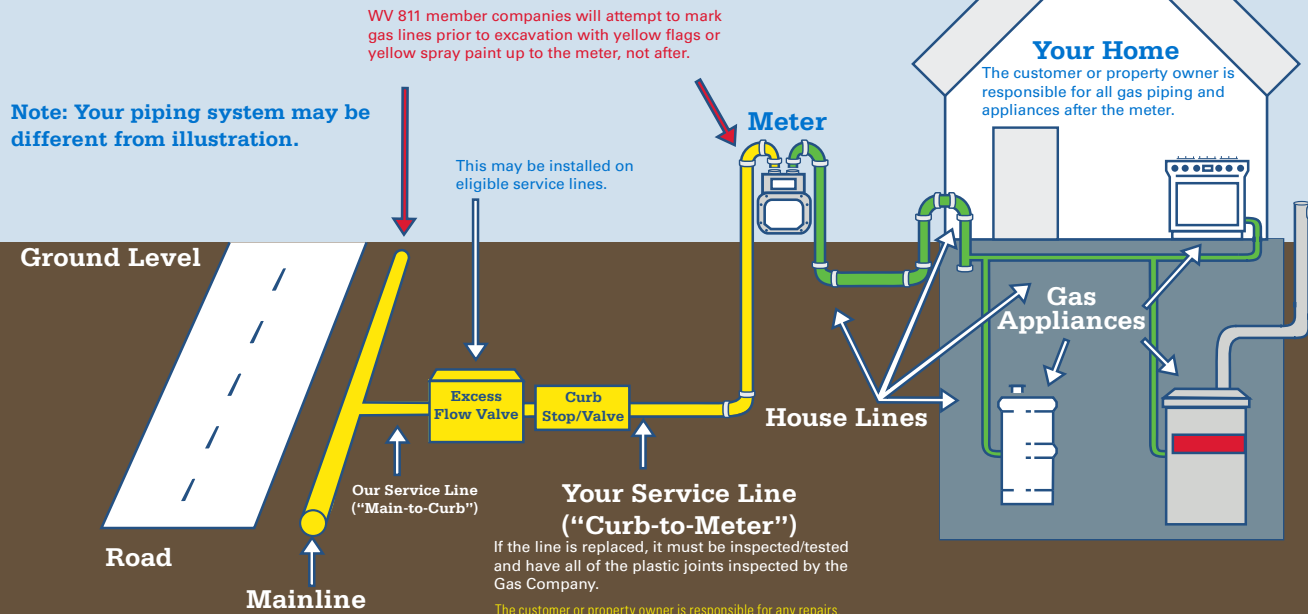 WV 811 member companies will attempt to mark
gas lines prior to excavation with yellow flags or
yellow spray paint up to the meter, not after.
Your Home
The customer or property owner is
responsible for all gas piping and
appliances after the meter.
Note: Your piping system may be
different from illustration.
Meter
This may be installed on
eligible service lines.
Ground Level
Gas
Appliances
Excess
Flow Valve
Curb
Stop/Valve
House Lines
Our Service Line
("Main-to-Curb")
Your Service Line
("Curb-to-Meter")
If the line is replaced, it must be inspected/tested
and have all of the plastic joints inspected by the
Gas Company.
Road
Mainline
The customer or property owner is responsible for any repairs